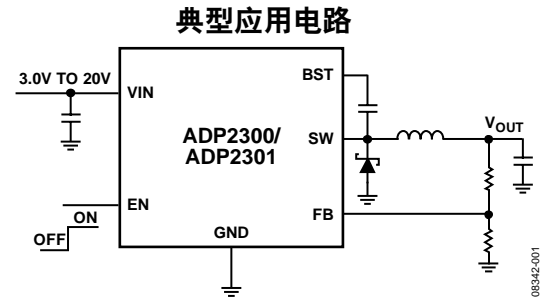 典型应用电路
3.0V TO 20V
VIN
BST
ADP2300/
ADP2301
SW
VOUT
EN
ON
OFF
FB
GND
08342-001